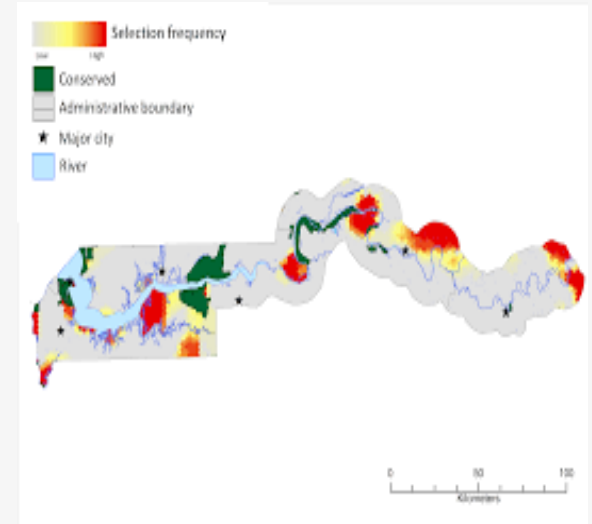 Selection frequency
Low High
Conserved
Administrative boundary
Major city
River
0 50 100
Kilometers